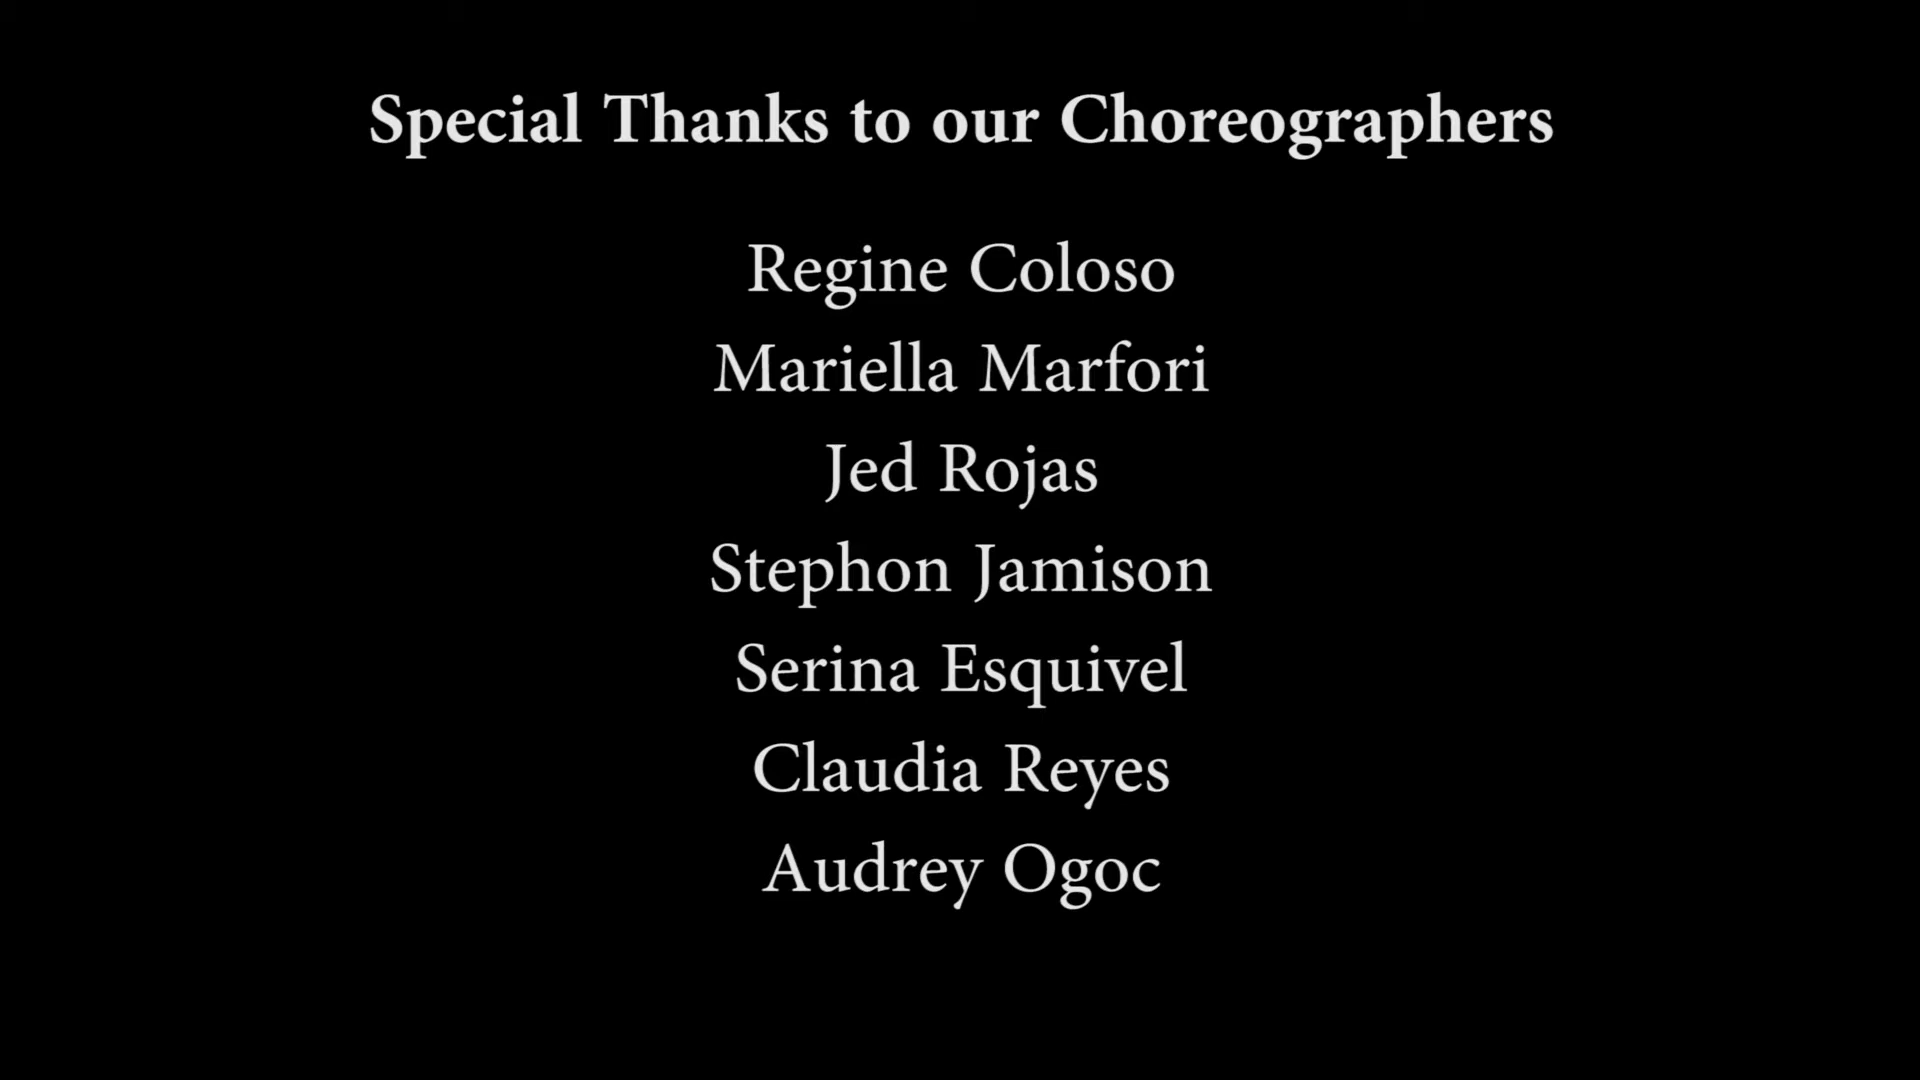 Special Thanks to our Choreographers
Regine Coloso
Mariella Marfori
Jed Rojas
Stephon Jamison
Serina Esquivel
Claudia Reyes
Audrey Ogoc